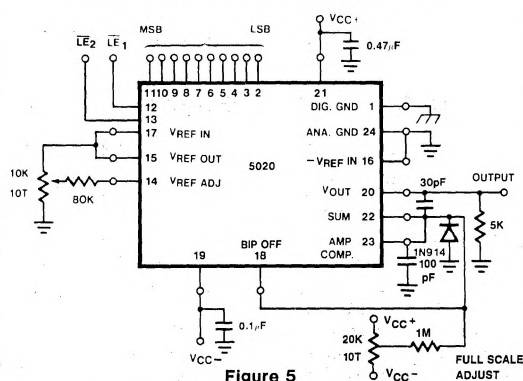 LE2 LE1 MSB LSB VCC+
0.47µF
11 10 9 8 7 6 5 4 3 2 21
12 DIG. GND 1
13
17 VREF IN ANA. GND 24
15 VREF OUT -VREF IN 16
5020
10K
10T
80K
14 VREF ADJ VOUT 20 OUTPUT
30pF
SUM 22
5K
AMP 23
COMP.
1N914
100
pF
19 BIP OFF
18
0.1µF
VCC-
VCC+
20K
10T
1M
VCC-
FULL SCALE
ADJUST
Figure 5